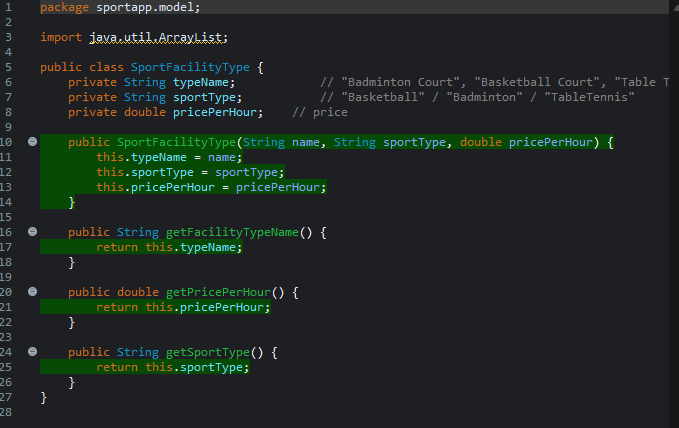 1 package sportapp.model;
2
3 import java.util.ArrayList;
4
5 public class SportFacilityType {
6 private String typeName; // "Badminton Court", "Basketball Court", "Table T
7 private String sportType; // "Basketball" / "Badminton" / "TableTennis"
8 private double pricePerHour; // price
9
10 public SportFacilityType(String name, String sportType, double pricePerHour) {
11 this.typeName = name;
12 this.sportType = sportType;
13 this.pricePerHour = pricePerHour;
14 }
15
16 public String getFacilityTypeName() {
17 return this.typeName;
18 }
19
20 public double getPricePerHour() {
21 return this.pricePerHour;
22 }
23
24 public String getSportType() {
25 return this.sportType;
26 }
27 }
28